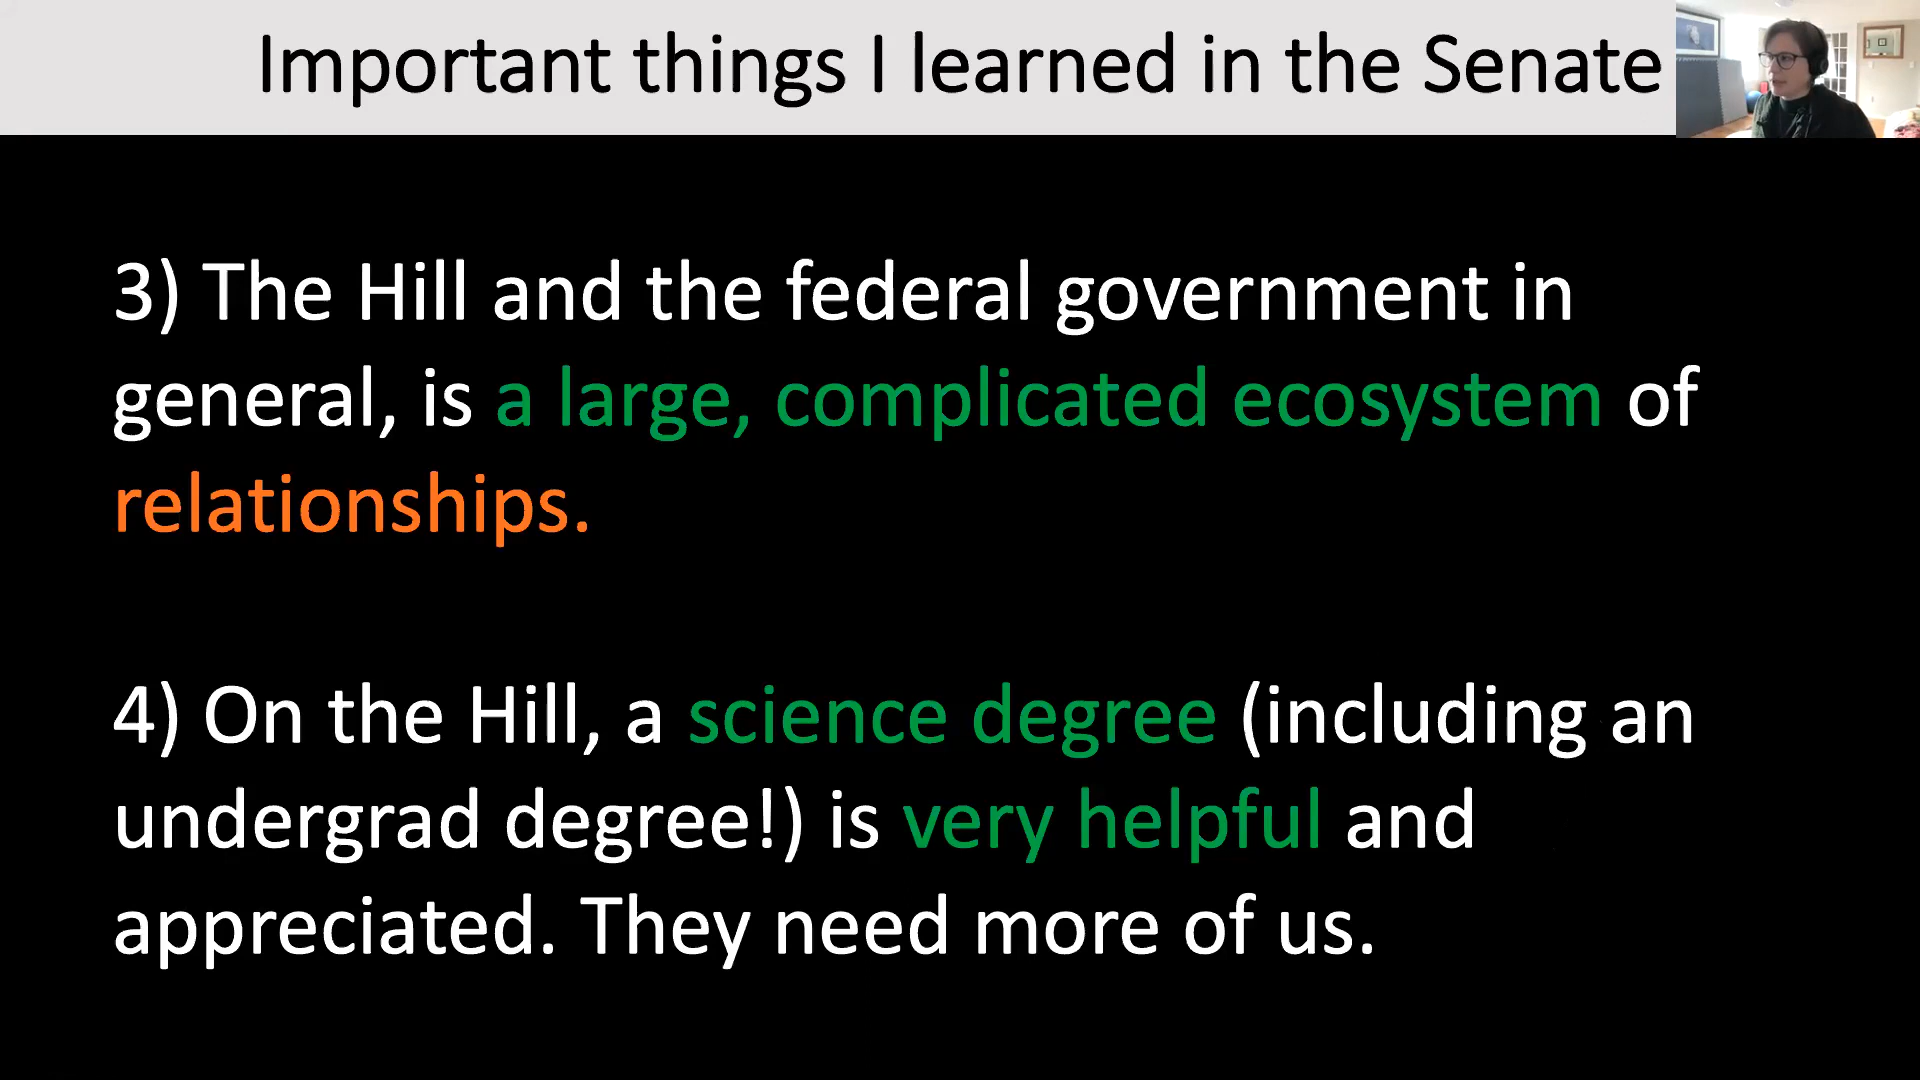 Important things I learned in the Senate
3) The Hill and the federal government in
general, is a large, complicated ecosystem of
relationships.
4) On the Hill, a science degree (including an
undergrad degree!) is very helpful and
appreciated. They need more of us.